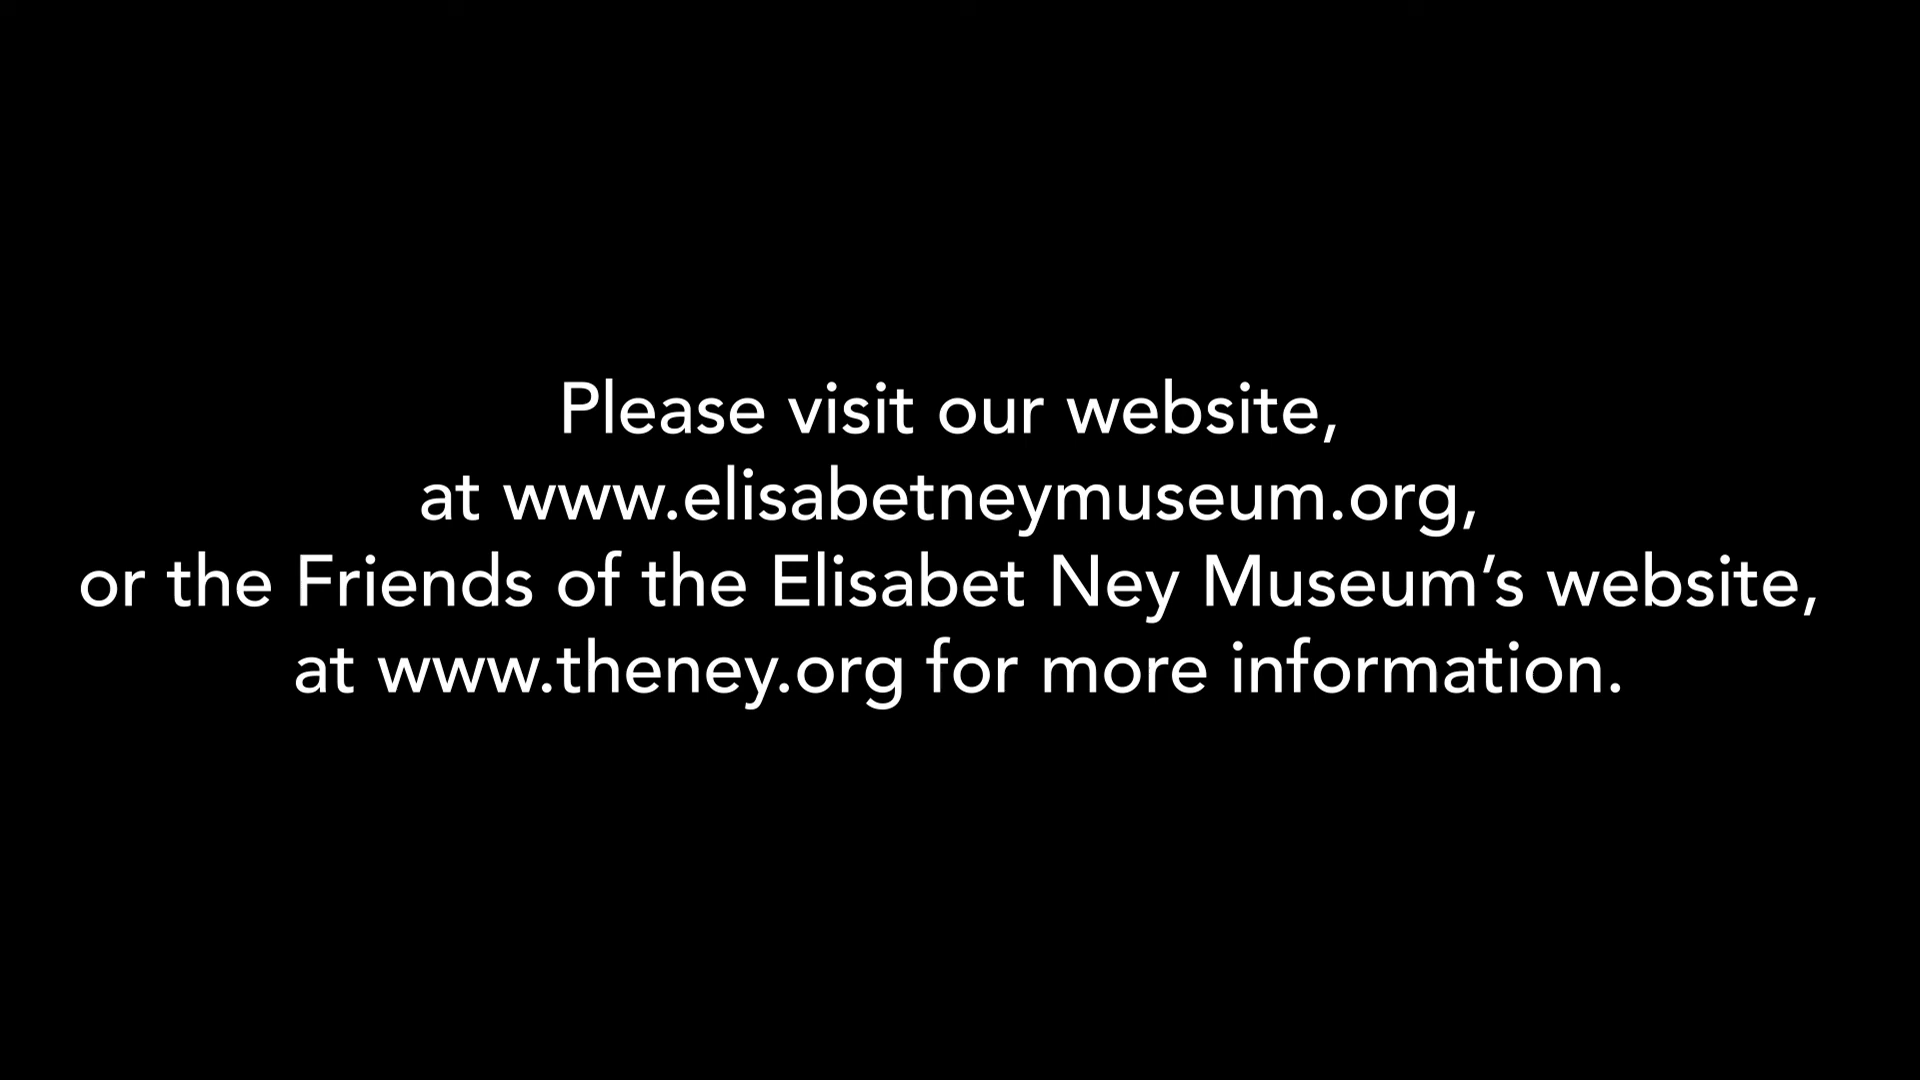 Please visit our website,
at www.elisabetneymuseum.org,
or the Friends of the Elisabet Ney Museum’s website,
at www.theney.org for more information.